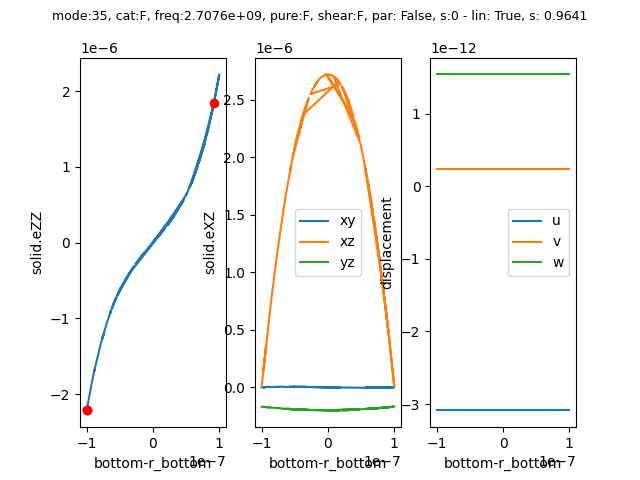 mode:35, cat:F, freq:2.7076e+09, pure:F, shear:F, par: False, s:0 - lin: True, s: 0.9641
1e−6
solid.eZZ
2
1
0
−1
−2
−1
0
1
bottom-r_bottom
1e−7
1e−6
solid.eXZ
2.5
2.0
1.5
1.0
0.5
0.0
xy
xz
yz
−1
0
1
bottom-r_bottom
1e−7
1e−12
displacement
1
0
−1
−2
−3
u
v
w
−1
0
1
bottom-r_bottom
1e−7